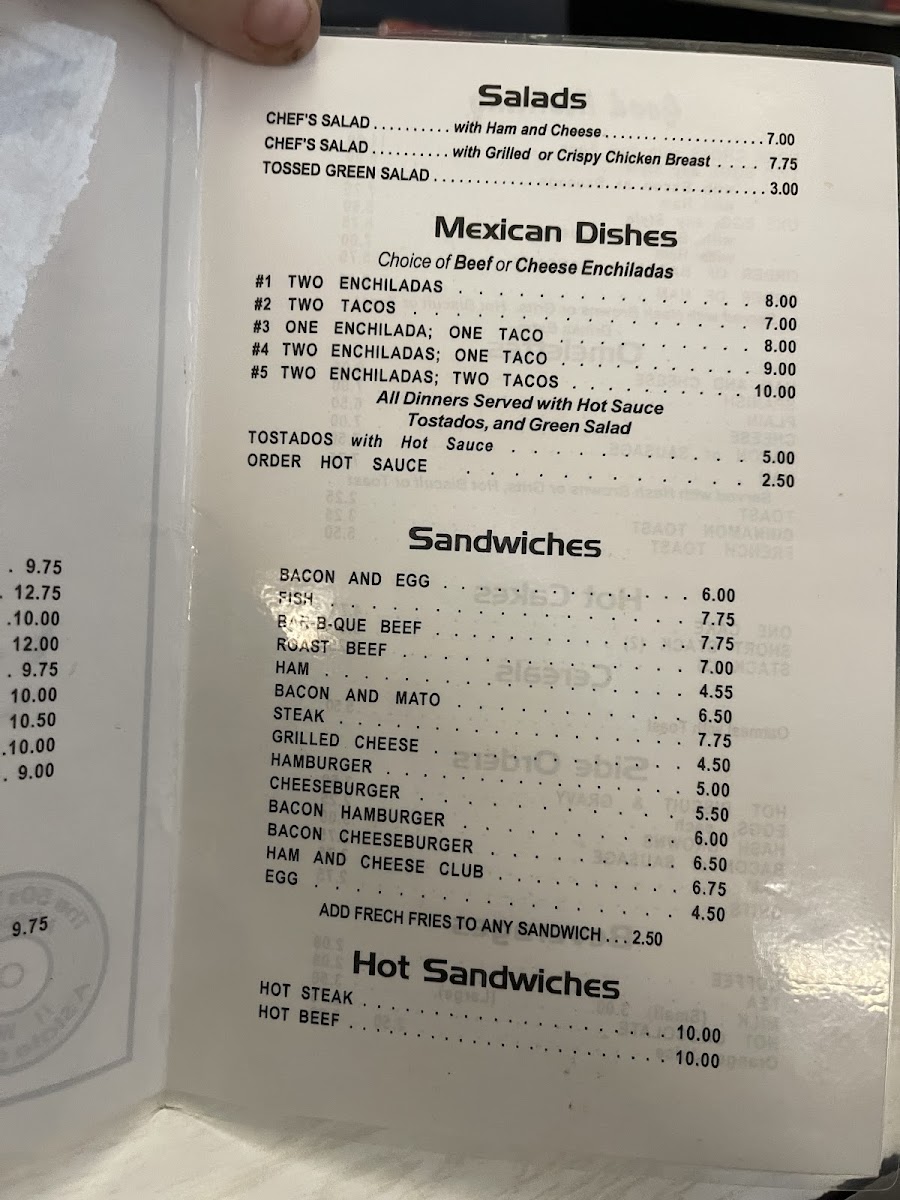 Salads
CHEF'S SALAD .......... with Ham and Cheese ....... .................. 7.00
CHEF'S SALAD .......... with Grilled or Crispy Chicken Breast .... 7.75
TOSSED GREEN SALAD ........................................ 3.00
Mexican Dishes
Choice of Beef or Cheese Enchiladas
#1 TWO ENCHILADAS . . . . . . . . . . . . . 8.00
#2 TWO TACOS . . . . . . . . . . . . . . . 7.00
#3 ONE ENCHILADA; ONE TACO . . . . . . . . 8.00
#4 TWO ENCHILADAS; ONE TACO . . . . . . . . 9.00
#5 TWO ENCHILADAS; TWO TACOS . . . . . . . . 10.00
All Dinners Served with Hot Sauce
Tostados, and Green Salad
TOSTADOS with Hot Sauce . . . . . . . . . . 5.00
ORDER HOT SAUCE . . . . . . . . . . . 2.50
Sandwiches
BACON AND EGG . . . . . . . . . . . 6.00
FISH . . . . . . . . . . . . . . . 7.75
BAR-B-QUE BEEF . . . . . . . . . . . 7.75
ROAST BEEF . . . . . . . . . . . . 7.00
HAM . . . . . . . . . . . . . . . 4.55
BACON AND MATO . . . . . . . . . . 6.50
STEAK . . . . . . . . . . . . . . 7.75
GRILLED CHEESE . . . . . . . . . . . 4.50
HAMBURGER . . . . . . . . . . . . . 5.00
CHEESEBURGER . . . . . . . . . . . 5.50
BACON HAMBURGER . . . . . . . . . . 6.00
BACON CHEESEBURGER . . . . . . . . . 6.50
HAM AND CHEESE CLUB . . . . . . . . . 6.75
EGG . . . . . . . . . . . . . . . 4.50
ADD FRECH FRIES TO ANY SANDWICH ... 2.50
Hot Sandwiches
HOT STEAK . . . . . . . . . . . . . . . 10.00
HOT BEEF . . . . . . . . . . . . . . . . 10.00
. 9.75
. 12.75
.10.00
12.00
. 9.75
10.00
10.50
.10.00
. 9.00
9.75